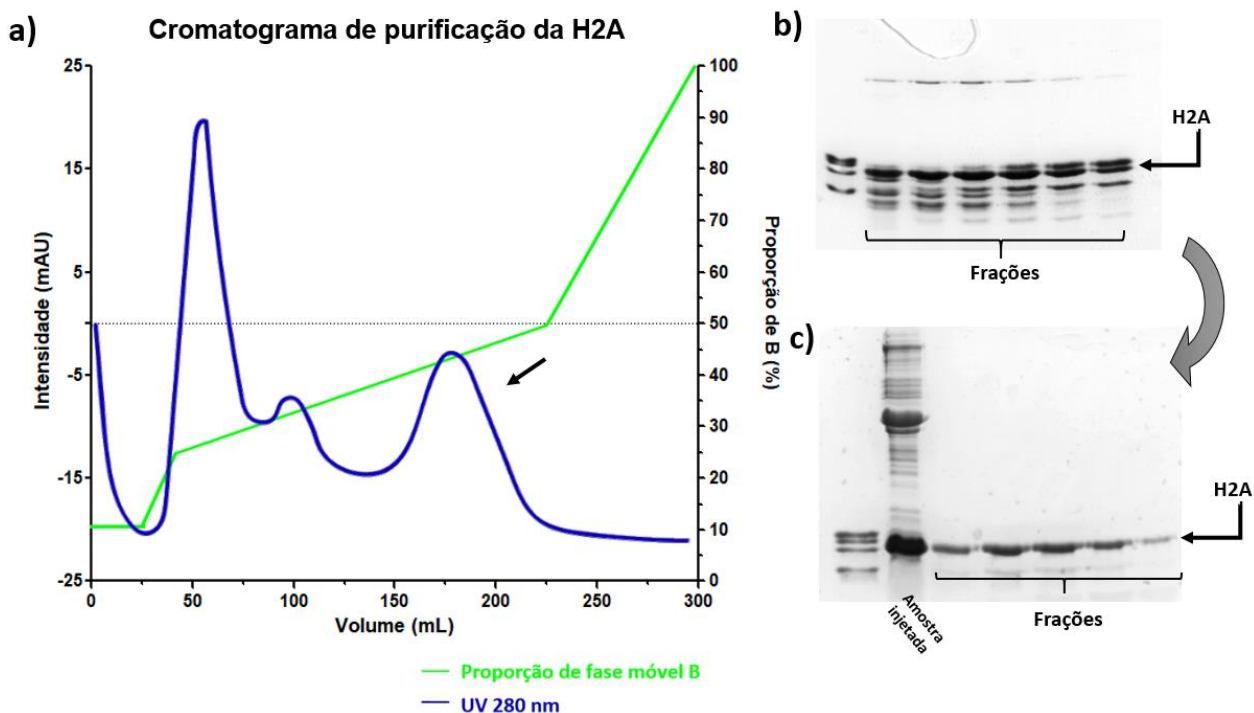 a)
Cromatograma de purificação da H2A
25
15
5
-5
-15
-25
Intensidade (mAU)
100
90
80
70
60
50
40
30
20
10
0
Proporção de B (%)
0
50
100
150
200
250
300
Volume (mL)
Proporção de fase móvel B
UV 280 nm
b)
H2A
Frações
c)
H2A
Amostra
injetada
Frações